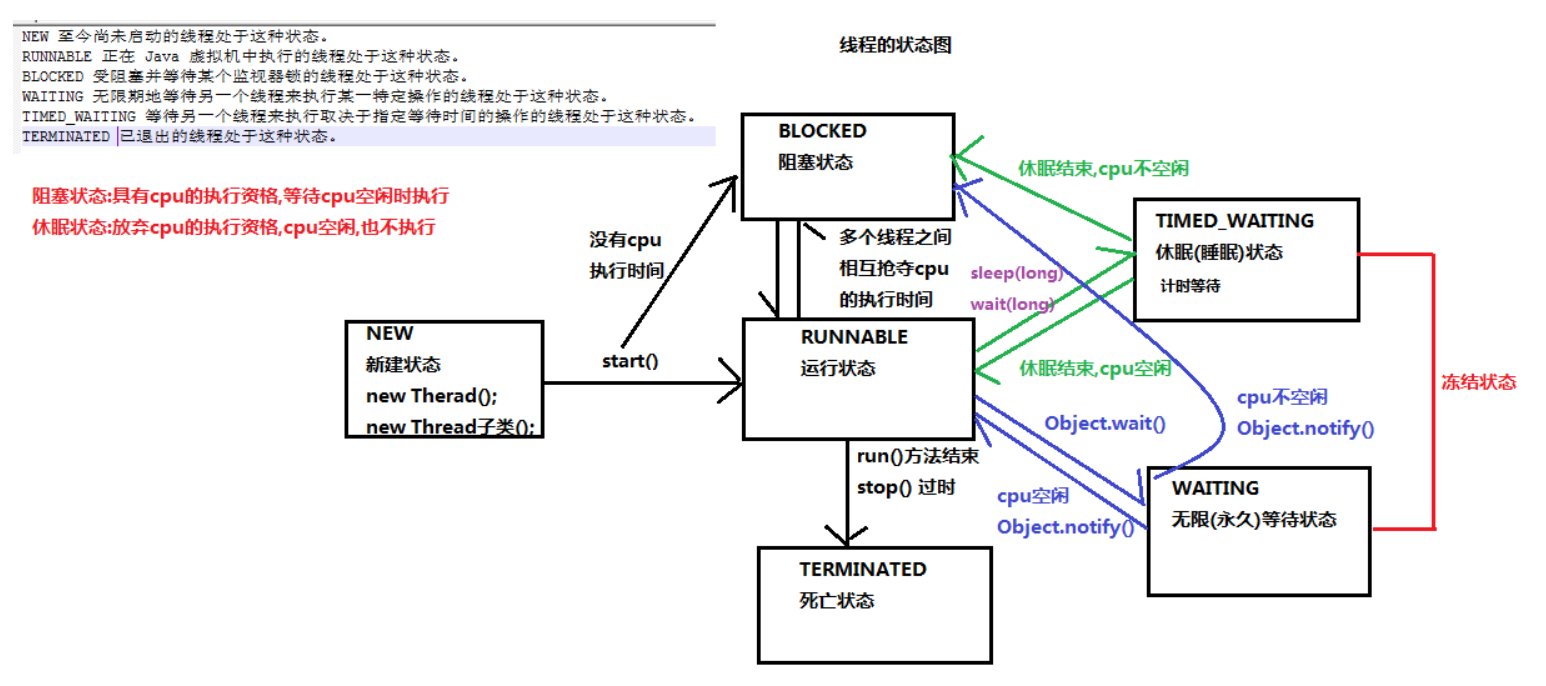 NEW 至今尚未启动的线程处于这种状态。
RUNNABLE 正在 Java 虚拟机中执行的线程处于这种状态。
BLOCKED 受阻塞并等待某个监视器锁的线程处于这种状态。
WAITING 无限期地等待另一个线程来执行某一特定操作的线程处于这种状态。
TIMED_WAITING 等待另一个线程来执行取决于指定等待时间的操作的线程处于这种状态。
TERMINATED 已退出的线程处于这种状态。
线程的状态图
阻塞状态:具有cpu的执行资格,等待cpu空闲时执行
休眠状态:放弃cpu的执行资格,cpu空闲,也不执行
BLOCKED
阻塞状态
休眠结束,cpu不空闲
TIMED_WAITING
休眠(睡眠)状态
计时等待
没有cpu
执行时间
多个线程之间
相互抢夺cpu
的执行时间
sleep(long)
wait(long)
NEW
新建状态
new Therad();
new Thread子类();
start()
RUNNABLE
运行状态
休眠结束,cpu空闲
冻结状态
cpu不空闲
Object.notify()
Object.wait()
run()方法结束
stop() 过时
cpu空闲
Object.notify()
WAITING
无限(永久)等待状态
TERMINATED
死亡状态